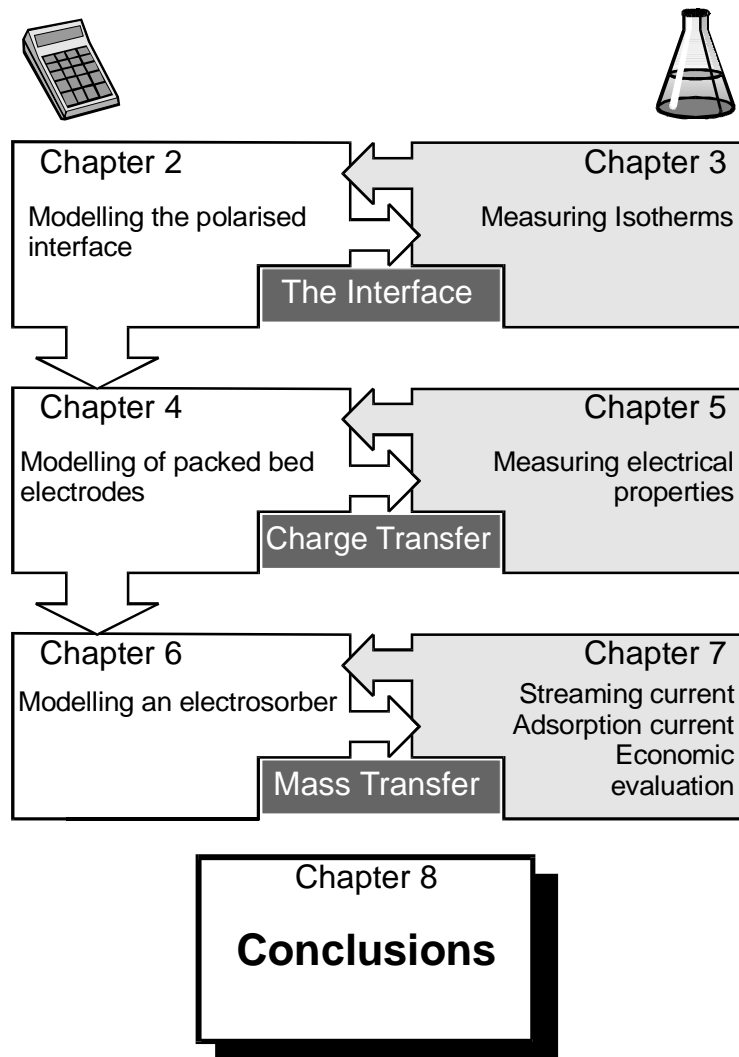 Chapter 2
Modelling the polarised
interface
Chapter 3
Measuring Isotherms
The Interface
Chapter 4
Modelling of packed bed
electrodes
Chapter 5
Measuring electrical
properties
Charge Transfer
Chapter 6
Modelling an electrosorber
Chapter 7
Streaming current
Adsorption current
Economic
evaluation
Mass Transfer
Chapter 8
Conclusions